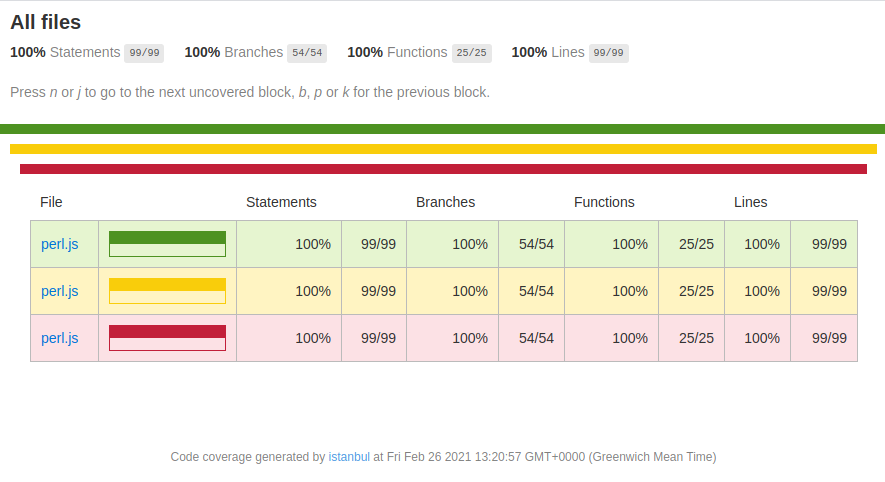 All files
100% Statements 99/99 100% Branches 54/54 100% Functions 25/25 100% Lines 99/99
Press n or j to go to the next uncovered block, b, p or k for the previous block.
File Statements Branches Functions Lines
perl.js 100% 99/99 100% 54/54 100% 25/25 100% 99/99
perl.js 100% 99/99 100% 54/54 100% 25/25 100% 99/99
perl.js 100% 99/99 100% 54/54 100% 25/25 100% 99/99
Code coverage generated by istanbul at Fri Feb 26 2021 13:20:57 GMT+0000 (Greenwich Mean Time)